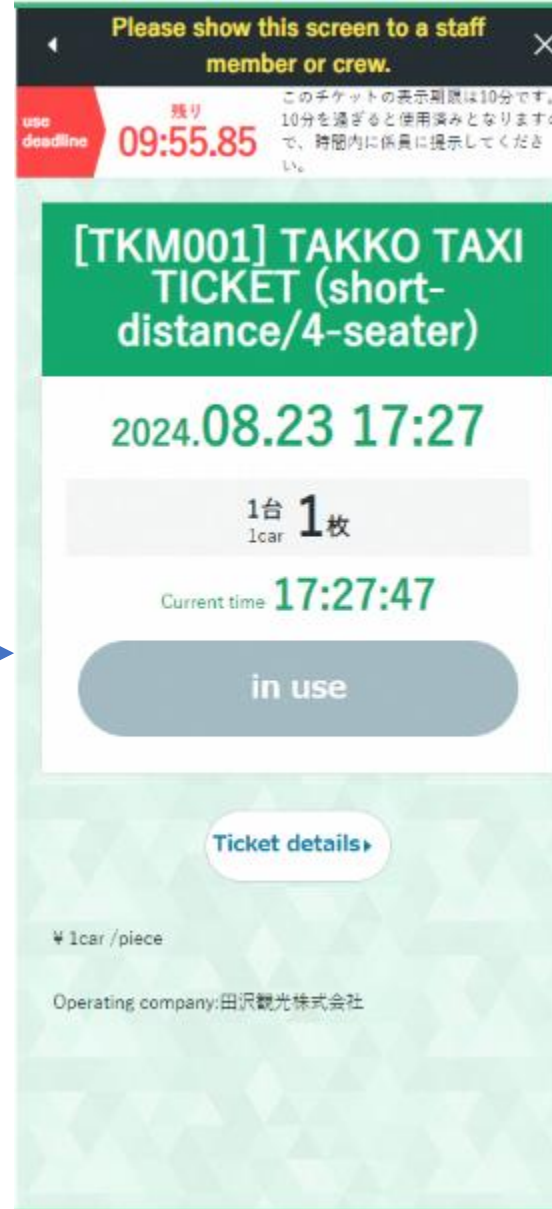 Please show this screen to a staff
member or crew.
use
deadline
残り
09:55.85
このチケットの表示期限は10分です。
10分を過ぎると使用済みとなりますの
で、時間内に係員に提示してくださ
い。
[TKM001] TAKKO TAXI
TICKET (short-
distance/4-seater)
2024.08.23 17:27
1台 1枚
1car
Current time 17:27:47
in use
Ticket details
¥ 1car /piece
Operating company:田沢観光株式会社